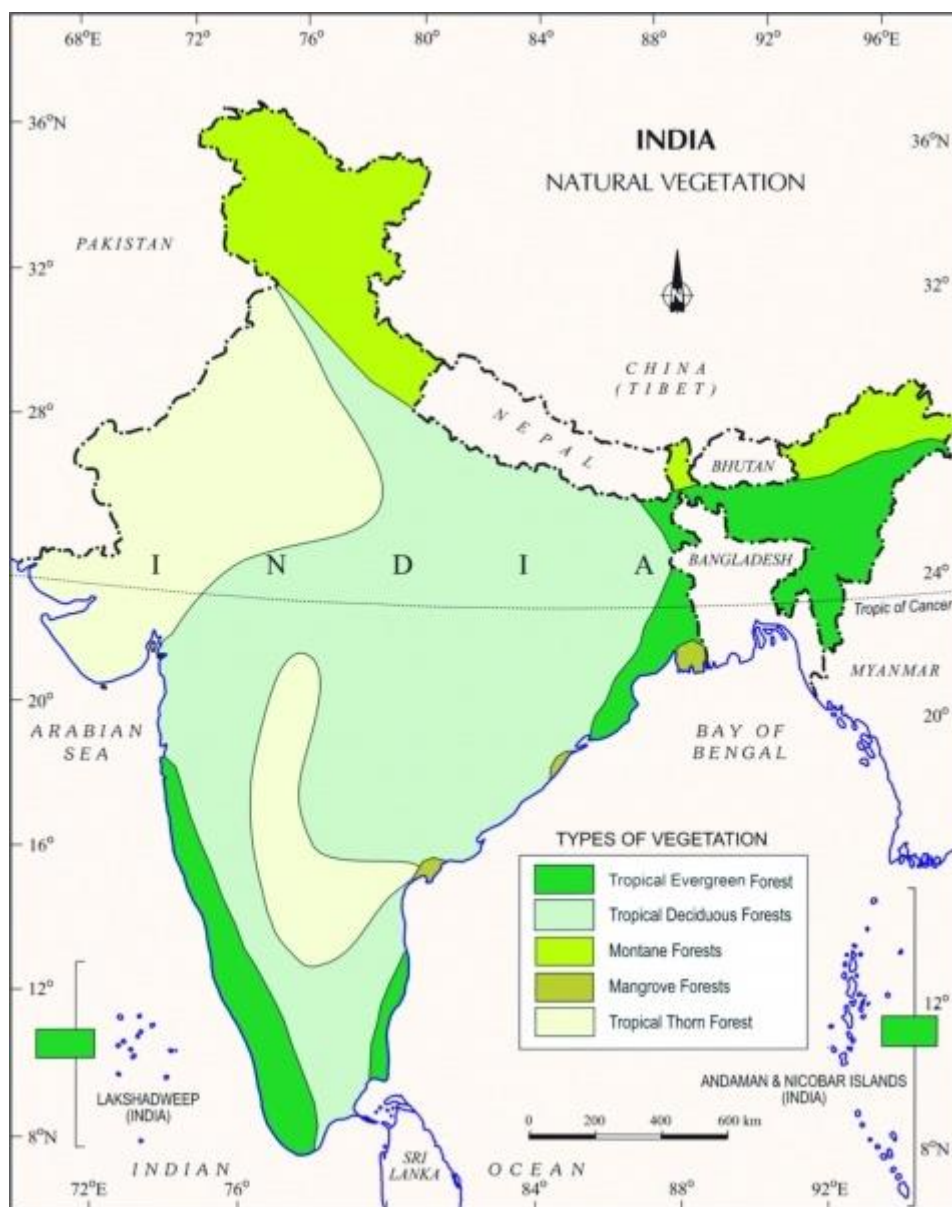 68°E 72° 76° 80° 84° 88° 92° 96°E
36°N
36°N
INDIA
NATURAL VEGETATION
PAKISTAN
N
32°
32°
CHINA
(TIBET)
28°
NEPAL
BHUTAN
INDIA
BANGLADESH
24°
Tropic of Cancer
MYANMAR
20°
20°
ARABIAN
SEA
BAY OF
BENGAL
16°
TYPES OF VEGETATION
Tropical Evergreen Forest
Tropical Deciduous Forests
Montane Forests
Mangrove Forests
Tropical Thorn Forest
12°
12°
LAKSHADWEEP
(INDIA)
ANDAMAN & NICOBAR ISLANDS
(INDIA)
0 200 400 600 km
8°N
8°N
SRI
LANKA
INDIAN OCEAN
72°E 76° 84° 88° 92°E